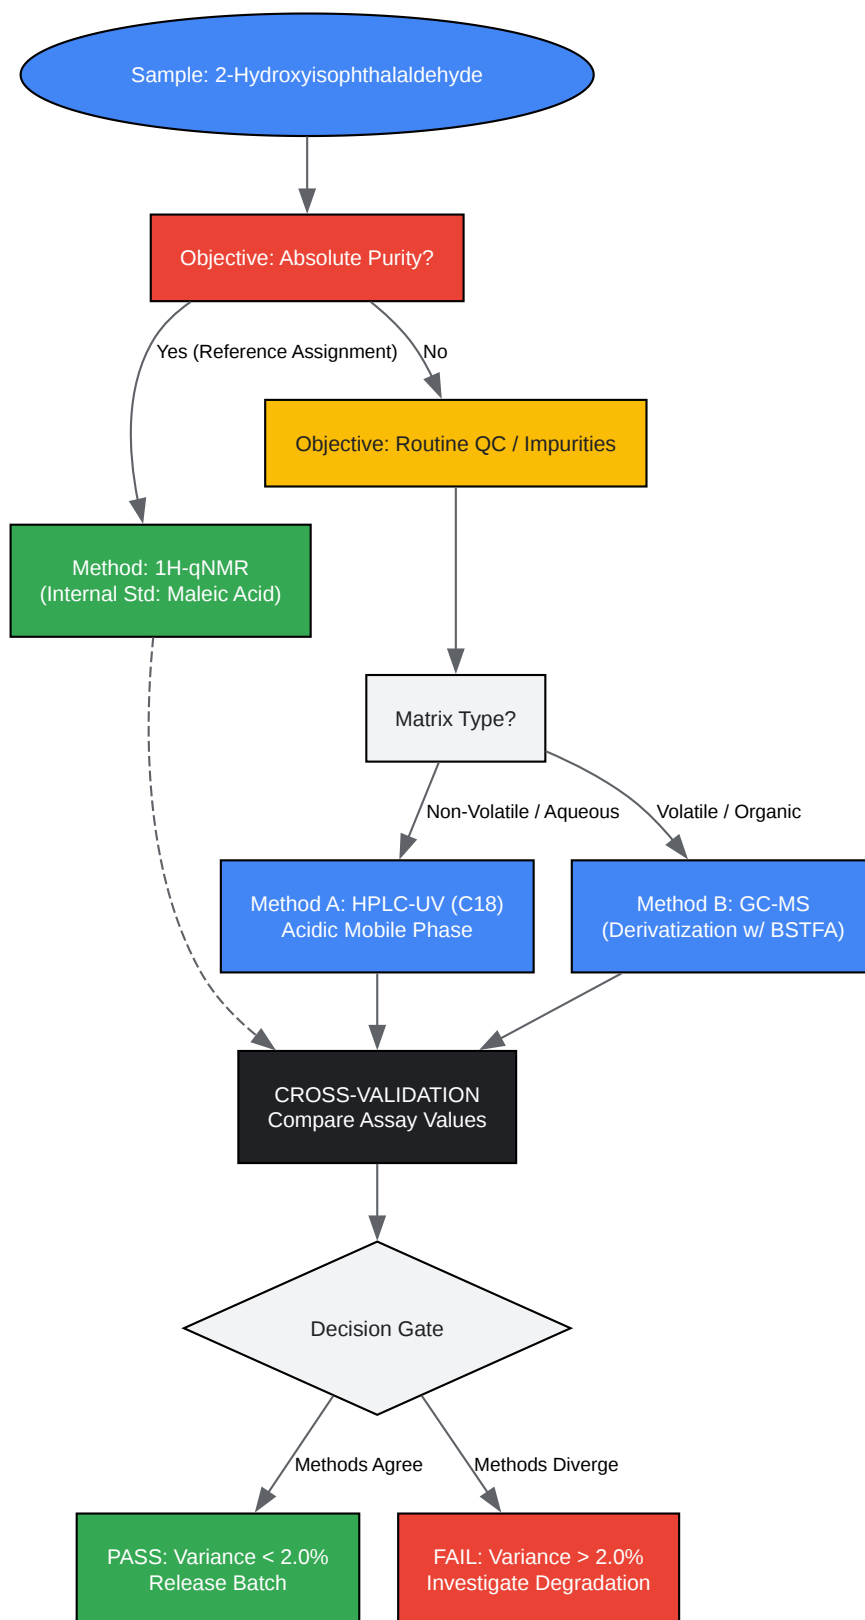 Sample: 2-Hydroxyisophthalaldehyde
Objective: Absolute Purity?
Yes (Reference Assignment)
No
Objective: Routine QC / Impurities
Method: 1H-qNMR
(Internal Std: Maleic Acid)
Matrix Type?
Non-Volatile / Aqueous
Volatile / Organic
Method A: HPLC-UV (C18)
Acidic Mobile Phase
Method B: GC-MS
(Derivatization w/ BSTFA)
CROSS-VALIDATION
Compare Assay Values
Decision Gate
Methods Agree
Methods Diverge
PASS: Variance < 2.0%
Release Batch
FAIL: Variance > 2.0%
Investigate Degradation